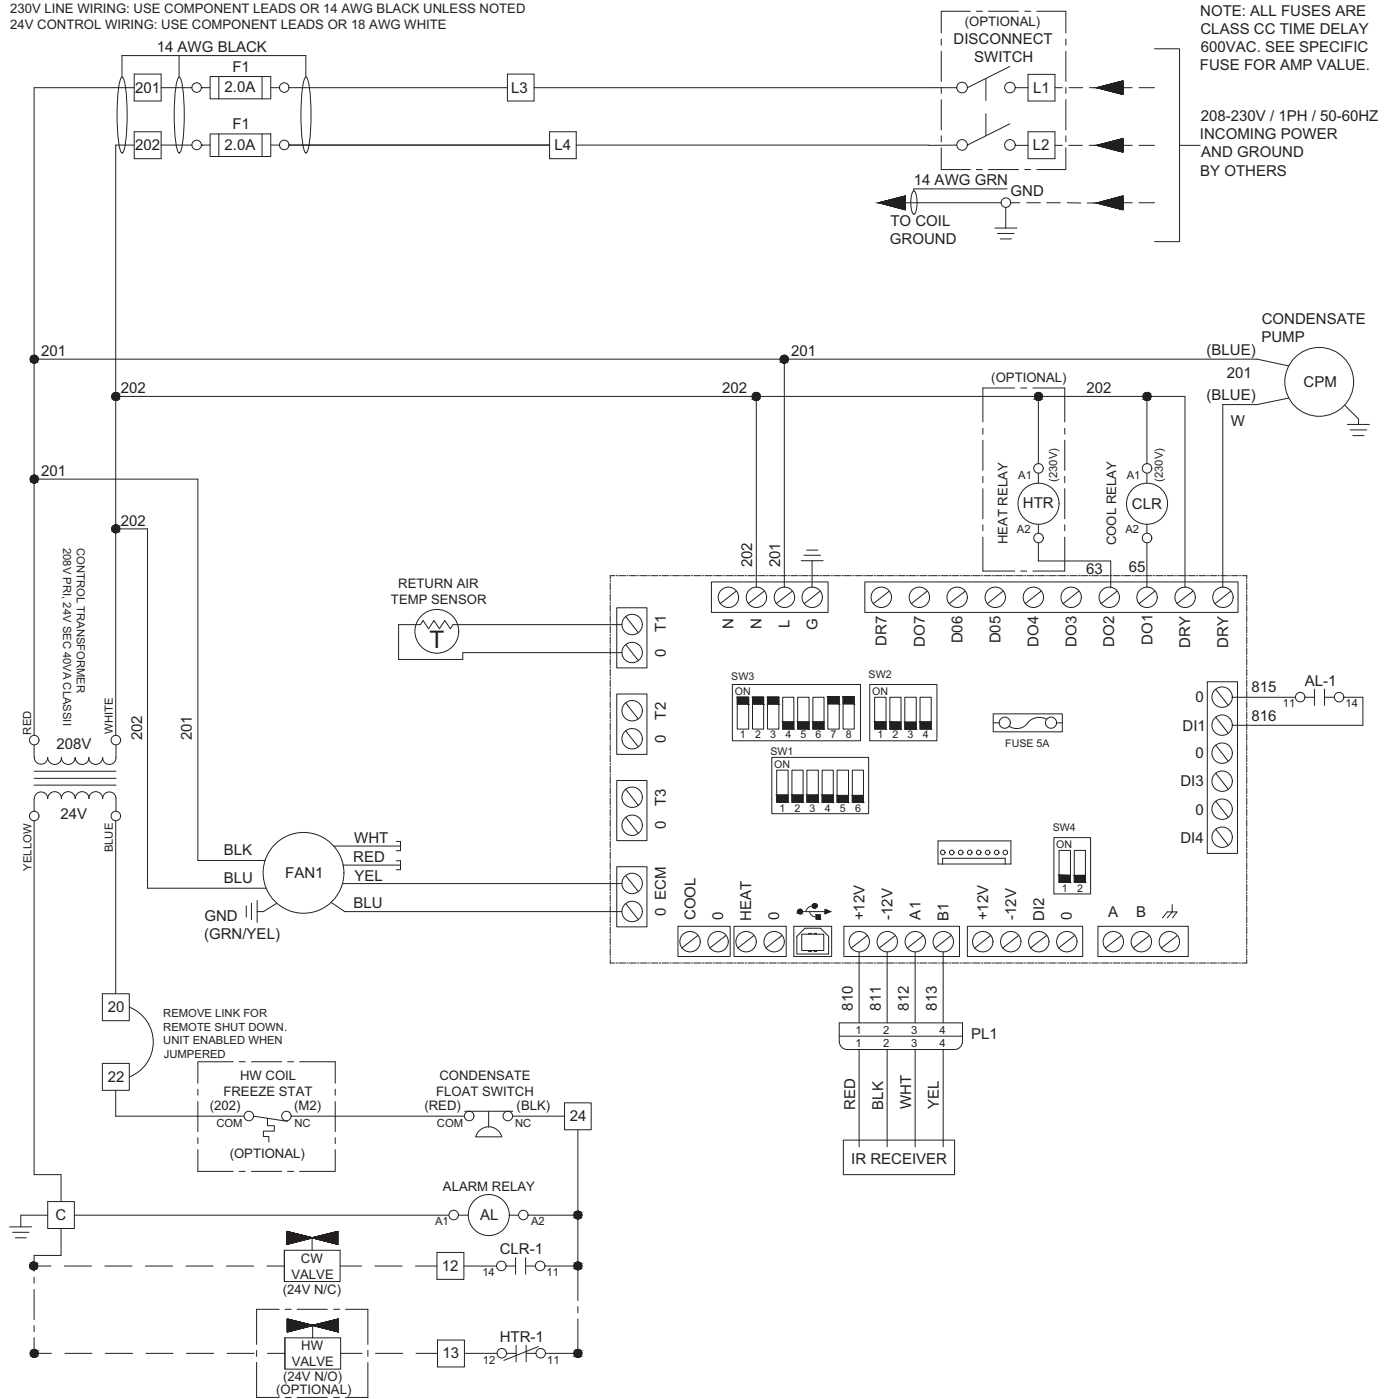 230V LINE WIRING: USE COMPONENT LEADS OR 14 AWG BLACK UNLESS NOTED
24V CONTROL WIRING: USE COMPONENT LEADS OR 18 AWG WHITE
14 AWG BLACK
201
F1
2.0A
L3
202
F1
2.0A
L4
(OPTIONAL)
DISCONNECT
SWITCH
L1
L2
14 AWG GRN
GND
TO COIL
GROUND
NOTE: ALL FUSES ARE
CLASS CC TIME DELAY
600VAC. SEE SPECIFIC
FUSE FOR AMP VALUE.
208-230V / 1PH / 50-60HZ
INCOMING POWER
AND GROUND
BY OTHERS
201
201
202
202
202
CONDENSATE
PUMP
(BLUE)
201
(BLUE)
W
CPM
201
202
(OPTIONAL)
HEAT RELAY
A1
(230V)
HTR
A2
63
COOL RELAY
A1
(230V)
CLR
A2
65
CONTROL TRANSFORMER
208V PRI, 24V SEC 40VA CLASSII
RED
WHITE
208V
24V
YELLOW
BLUE
202
201
RETURN AIR
TEMP SENSOR
T
202
201
N
N
L
G
DR7
DO7
D06
D05
DO4
DO3
DO2
DO1
DRY
DRY
T1
0
T2
0
T3
0
ECM
0
SW3
ON
1 2 3 4 5 6 7 8
SW2
ON
1 2 3 4
SW1
ON
1 2 3 4 5 6
FUSE 5A
SW4
ON
1 2
0
DI1
0
DI3
0
DI4
815
816
AL-1
11
14
BLK
BLU
FAN1
WHT
RED
YEL
BLU
GND
(GRN/YEL)
COOL
0
HEAT
0
+12V
-12V
A1
B1
+12V
-12V
DI2
0
A
B
810
811
812
813
1 2 3 4
1 2 3 4
PL1
RED
BLK
WHT
YEL
IR RECEIVER
20
22
REMOVE LINK FOR
REMOTE SHUT DOWN.
UNIT ENABLED WHEN
JUMPERED
HW COIL
FREEZE STAT
(202)
(M2)
COM
NC
(OPTIONAL)
CONDENSATE
FLOAT SWITCH
(RED)
(BLK)
COM
NC
24
C
ALARM RELAY
A1
AL
A2
CW
VALVE
(24V N/C)
12
CLR-1
14
11
HW
VALVE
(24V N/O)
(OPTIONAL)
13
HTR-1
12
11